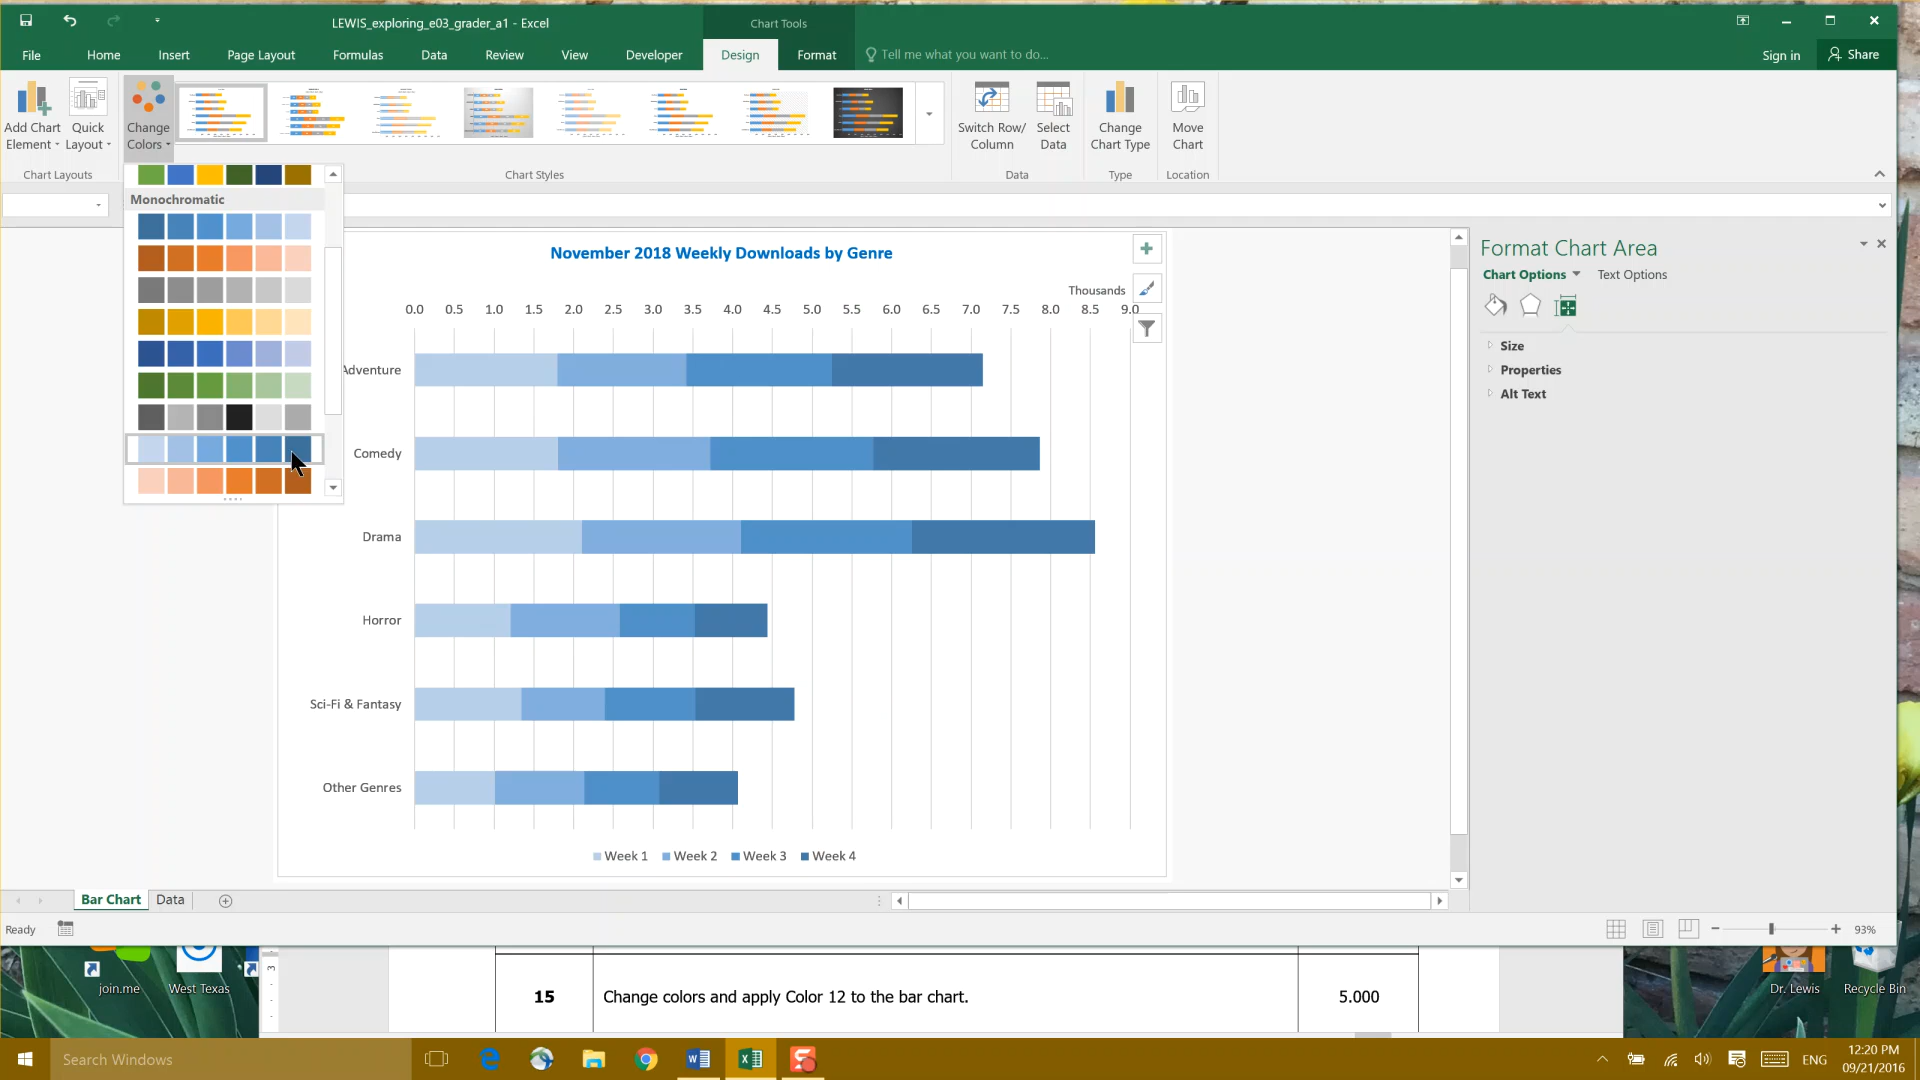 LEWIS_exploring_e03_grader_a1 - Excel
Chart Tools
File Home Insert Page Layout Formulas Data Review View Developer Design Format Tell me what you want to do... Sign in Share
Add Chart Element Quick Layout Change Colors Switch Row/ Column Select Data Change Chart Type Move Chart
Chart Layouts Chart Styles Data Type Location
Monochromatic
November 2018 Weekly Downloads by Genre
Thousands
0.0 0.5 1.0 1.5 2.0 2.5 3.0 3.5 4.0 4.5 5.0 5.5 6.0 6.5 7.0 7.5 8.0 8.5 9.0
Adventure
Comedy
Drama
Horror
Sci-Fi & Fantasy
Other Genres
Week 1 Week 2 Week 3 Week 4
Format Chart Area
Chart Options Text Options
Size
Properties
Alt Text
Bar Chart Data
Ready 93%
join.me West Texas Dr. Lewis Recycle Bin
3
15 Change colors and apply Color 12 to the bar chart. 5.000
Search Windows
ENG
12:20 PM
09/21/2016